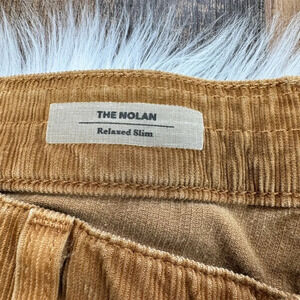 THE NOLAN
Relaxed Slim